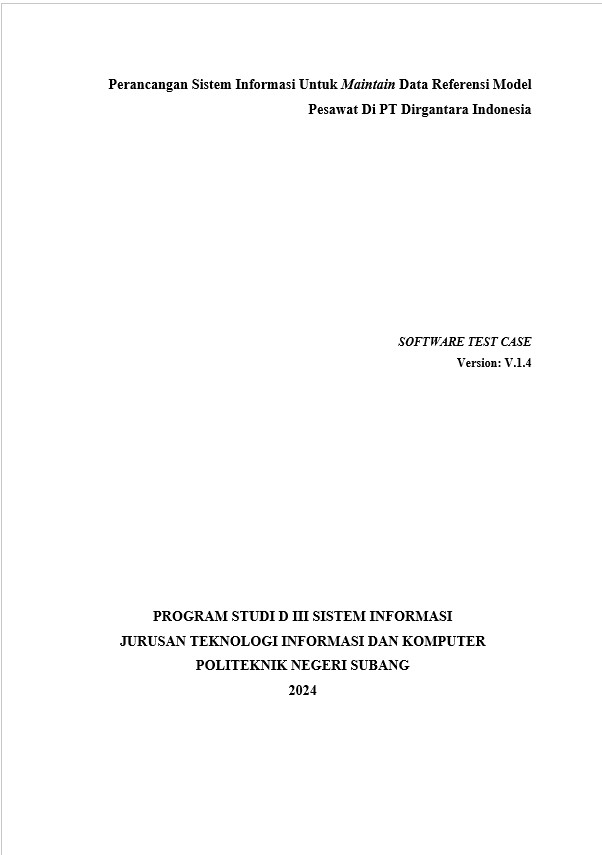 Perancangan Sistem Informasi Untuk Maintain Data Referensi Model
Pesawat Di PT Dirgantara Indonesia
SOFTWARE TEST CASE
Version: V.1.4
PROGRAM STUDI D III SISTEM INFORMASI
JURUSAN TEKNOLOGI INFORMASI DAN KOMPUTER
POLITEKNIK NEGERI SUBANG
2024